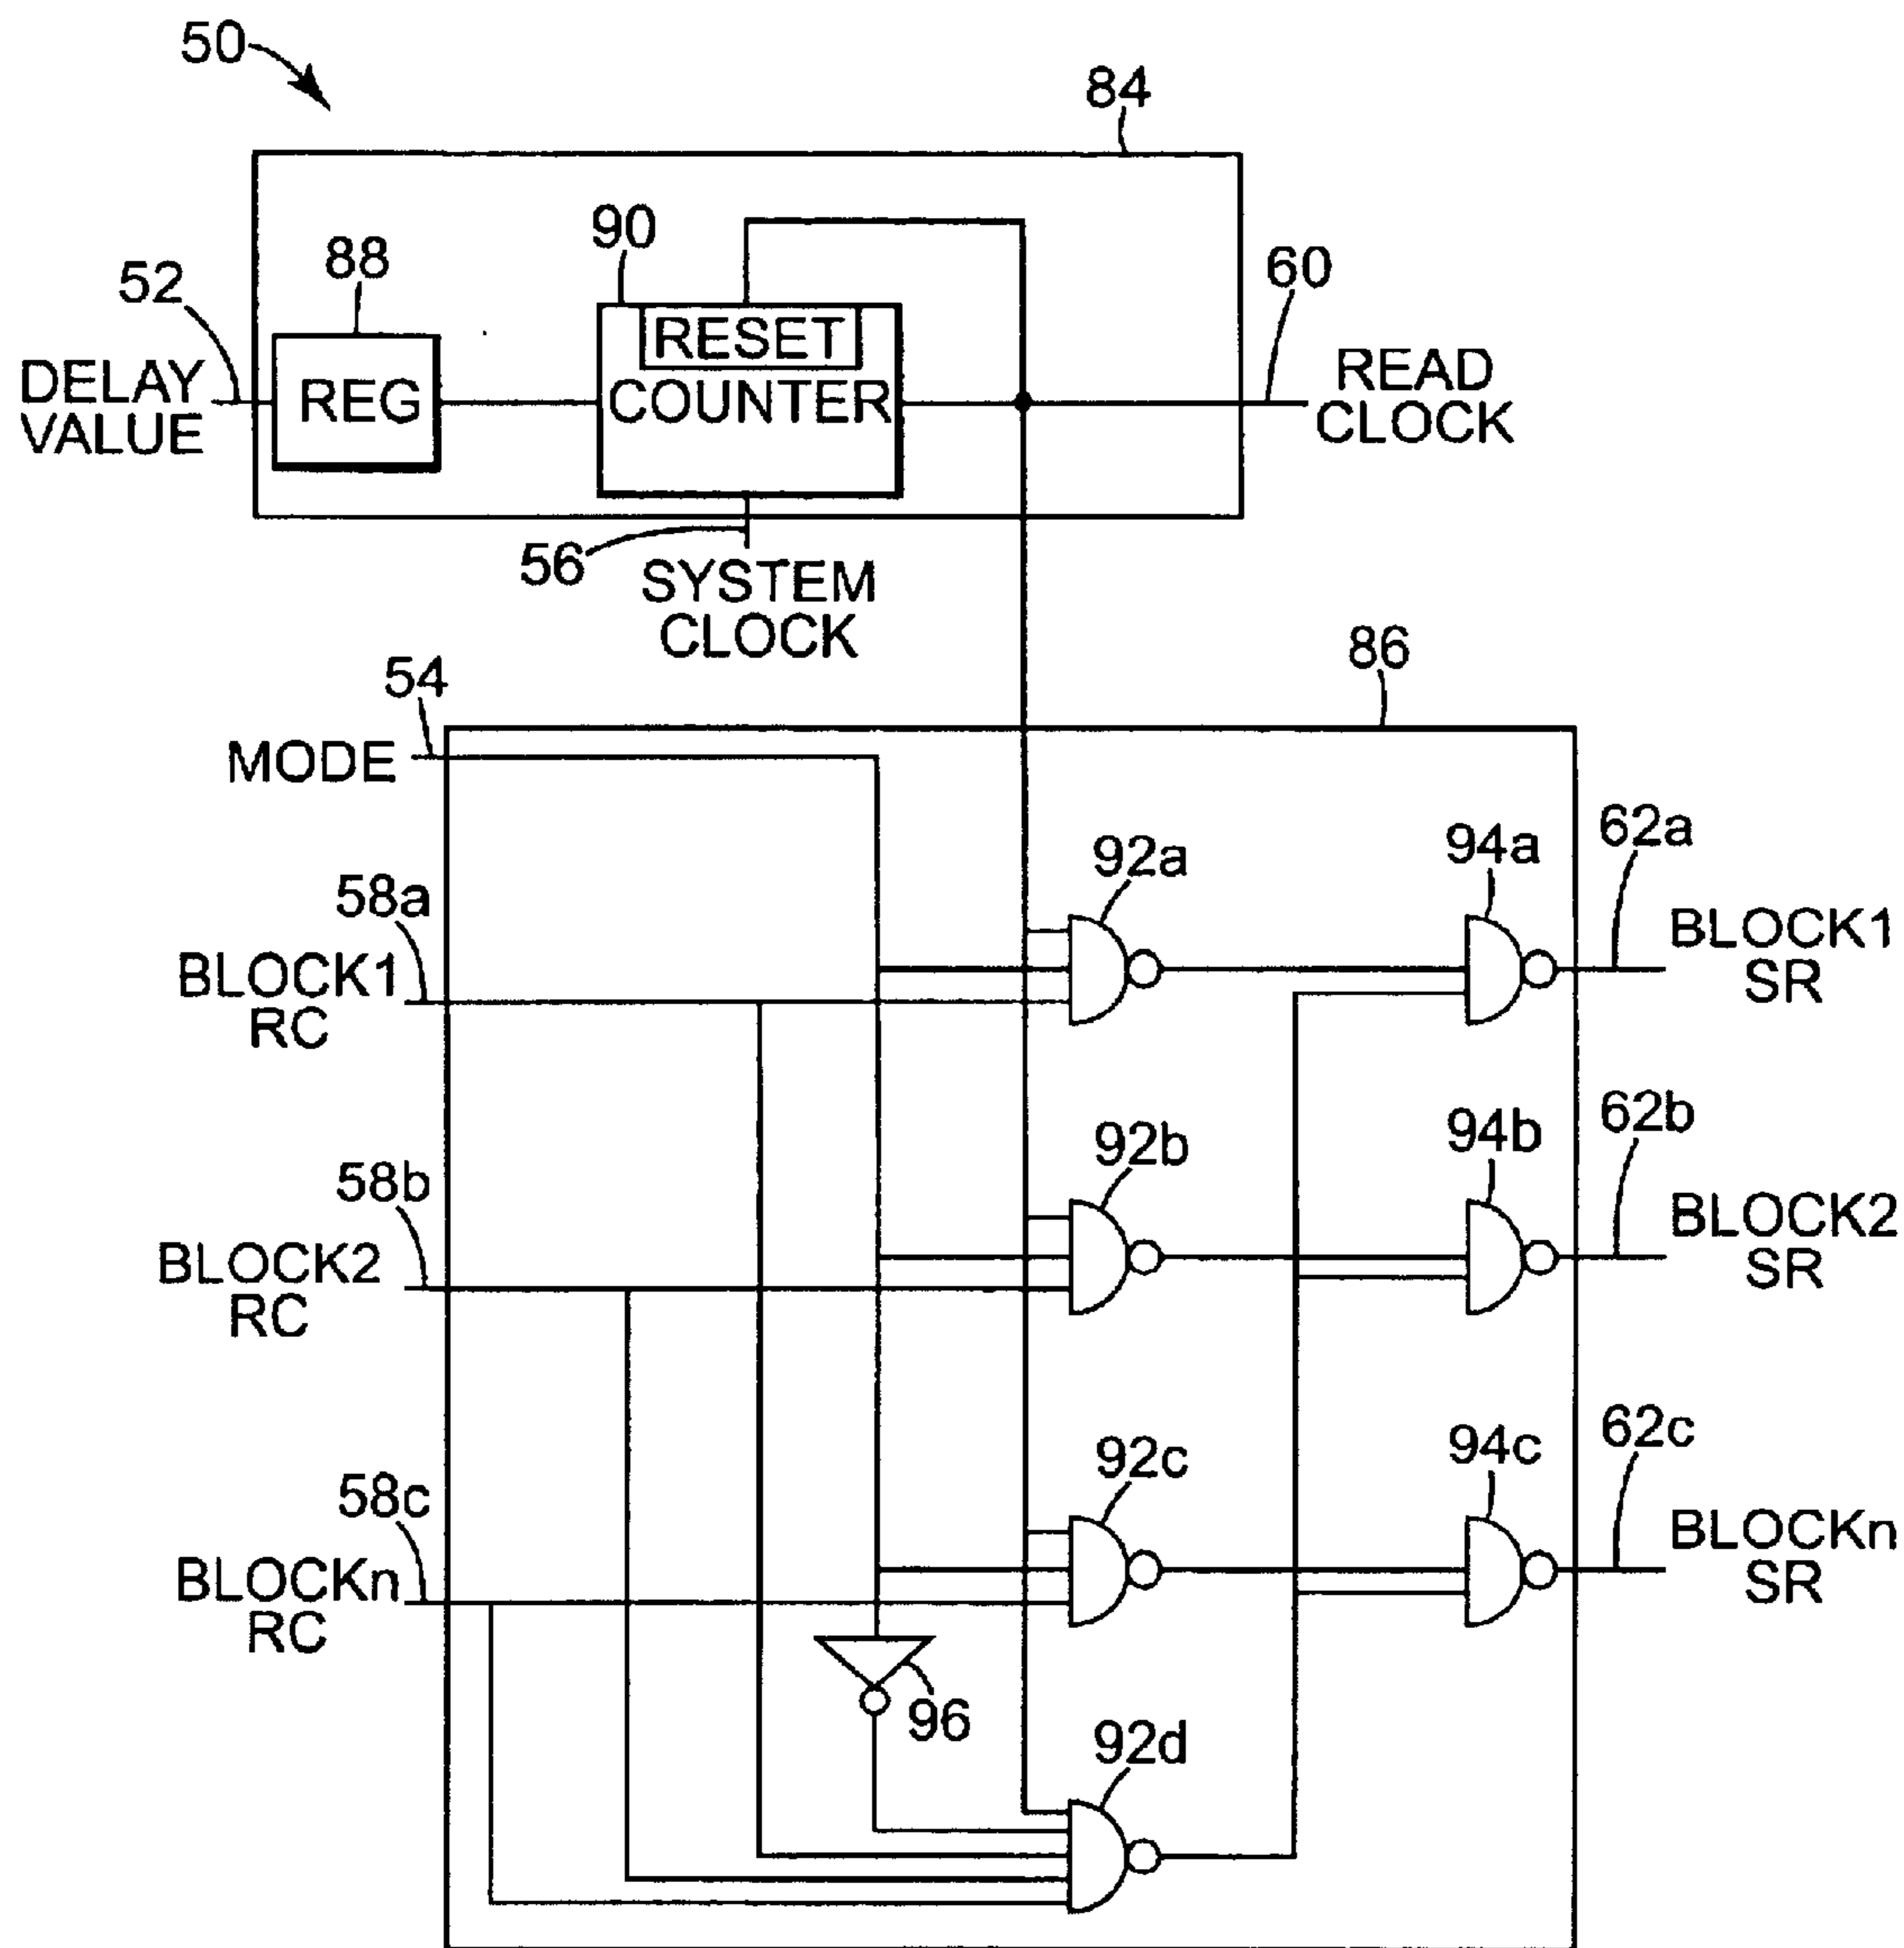 50
84
90
88
60
52
RESET
READ
CLOCK
DELAY
VALUE
REG
COUNTER
56
SYSTEM
CLOCK
86
54
MODE
62a
94a
92a
58a
BLOCK1
SR
BLOCK1
RC
62b
94b
92b
58b
BLOCK2
SR
BLOCK2
RC
62c
94c
92c
58c
BLOCKn
SR
BLOCKn
RC
96
92d